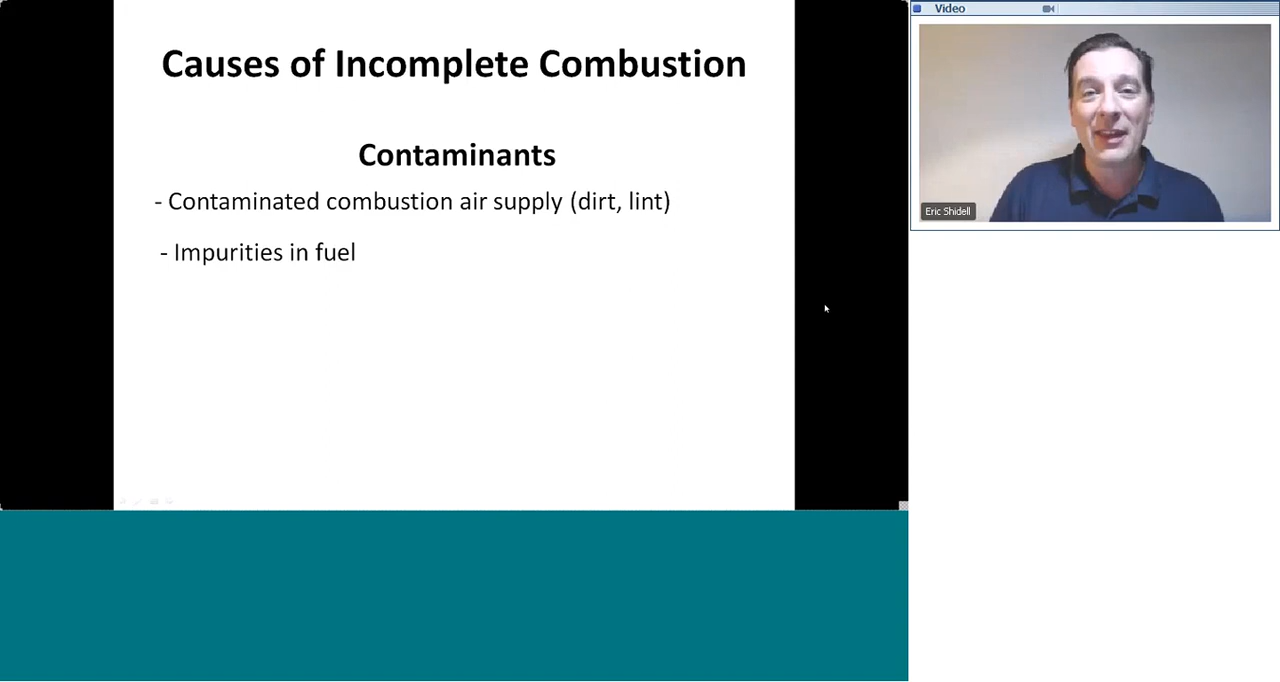 Causes of Incomplete Combustion
Contaminants
- Contaminated combustion air supply (dirt, lint)
- Impurities in fuel
Video
Eric Shidell